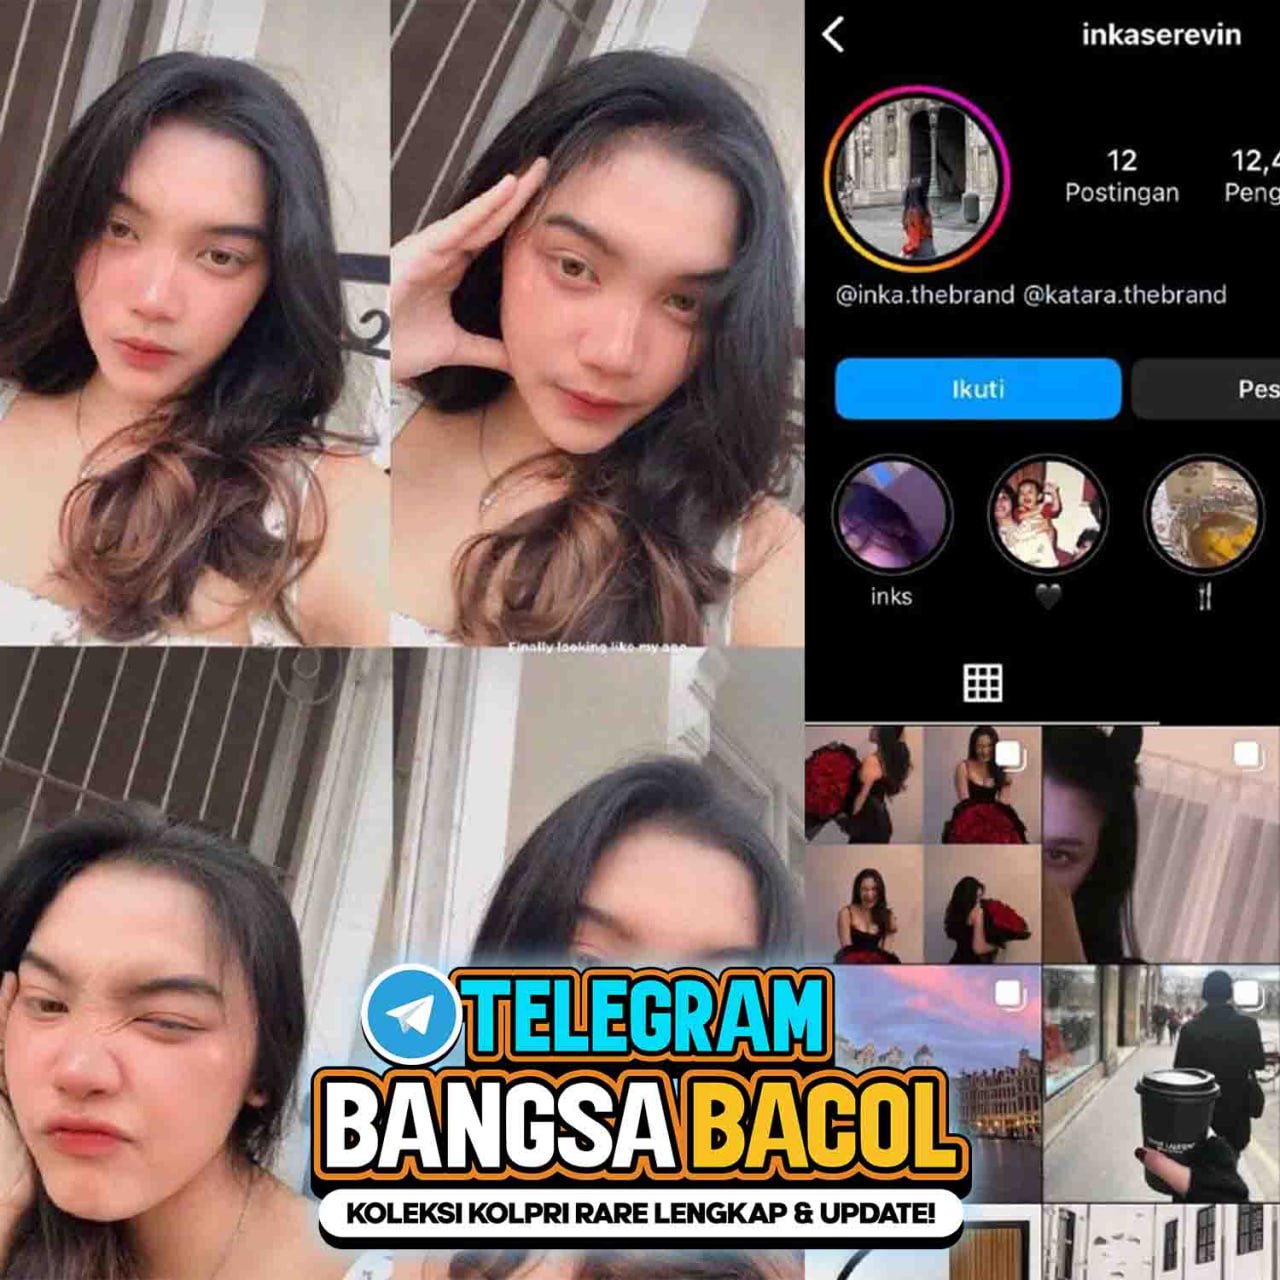 inkaserevin
12
Postingan
12,4
Peng
@inka.thebrand @katara.thebrand
Ikuti
Pes
inks
Finally looking like my age
TELEGRAM
BANGSA BACOL
KOLEKSI KOLPRI RARE LENGKAP & UPDATE!